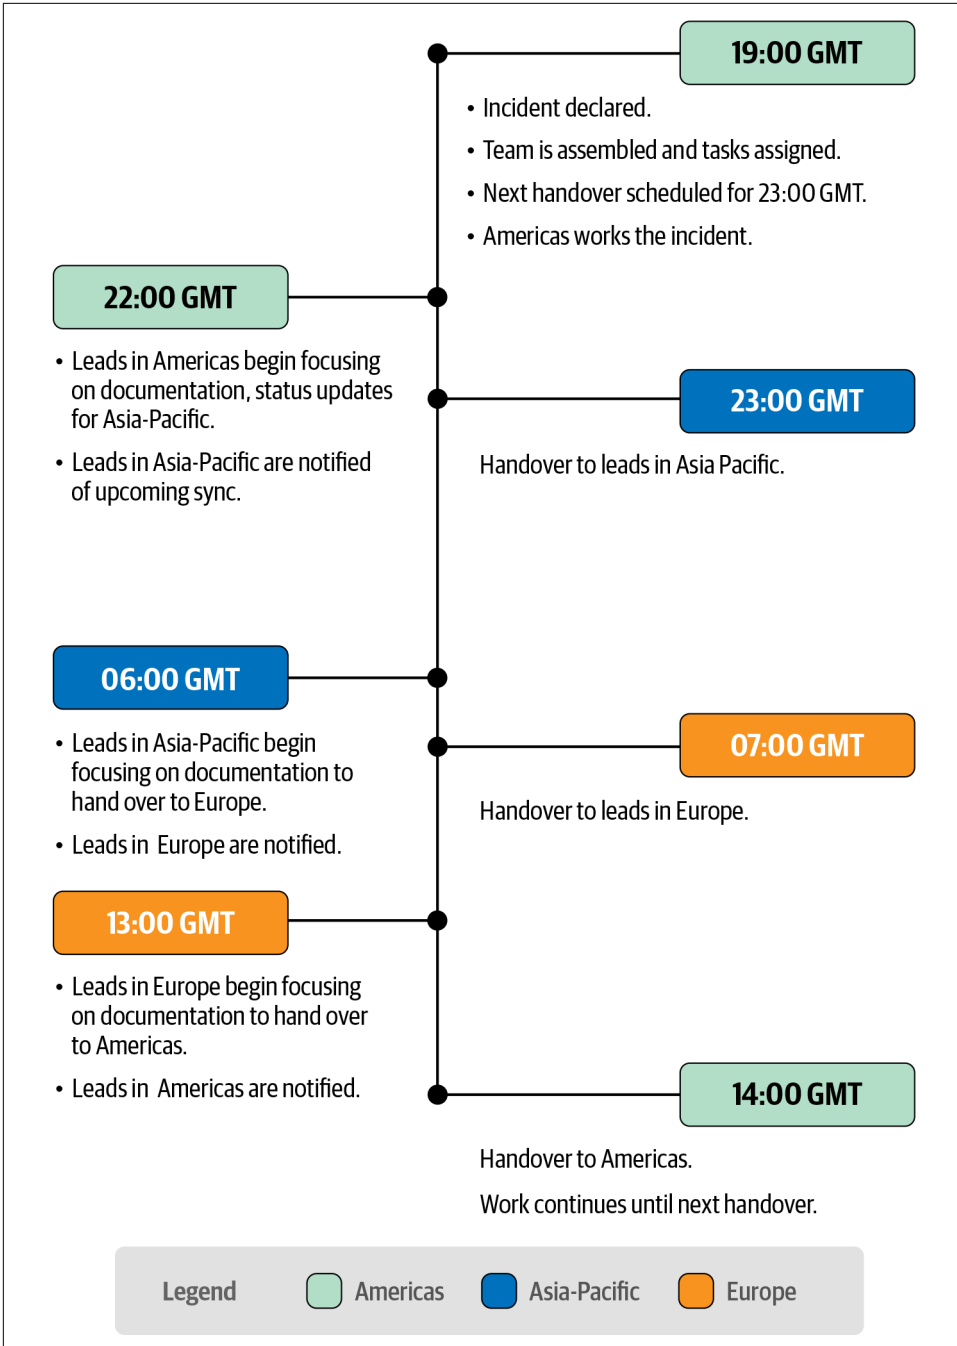 19:00 GMT
• Incident declared.
• Team is assembled and tasks assigned.
• Next handover scheduled for 23:00 GMT.
• Americas works the incident.
22:00 GMT
• Leads in Americas begin focusing
on documentation, status updates
for Asia-Pacific.
• Leads in Asia-Pacific are notified
of upcoming sync.
23:00 GMT
Handover to leads in Asia Pacific.
06:00 GMT
• Leads in Asia-Pacific begin
focusing on documentation to
hand over to Europe.
• Leads in Europe are notified.
07:00 GMT
Handover to leads in Europe.
13:00 GMT
• Leads in Europe begin focusing
on documentation to hand over
to Americas.
• Leads in Americas are notified.
14:00 GMT
Handover to Americas.
Work continues until next handover.
Legend Americas Asia-Pacific Europe